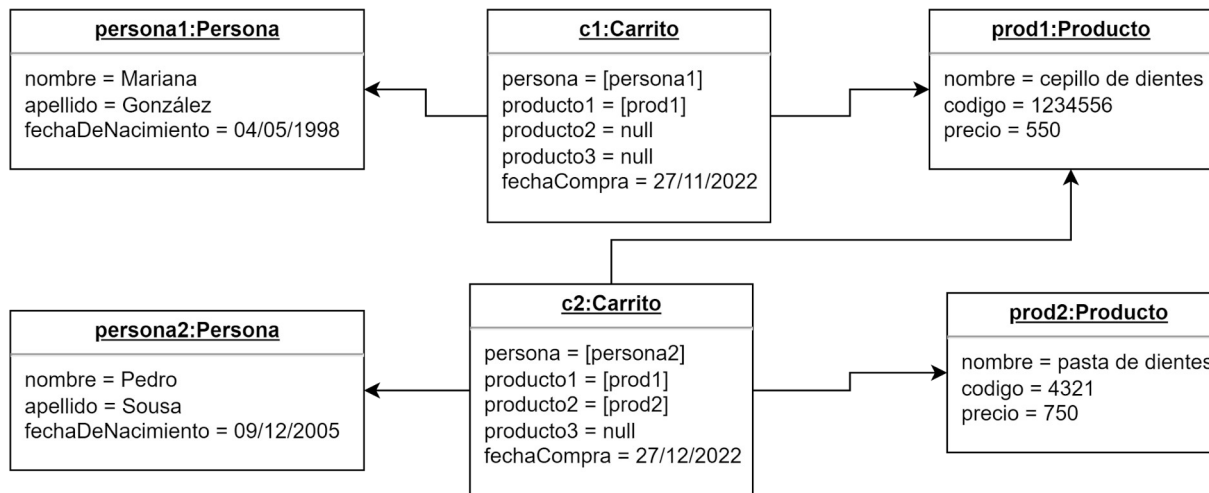 persona1:Persona
nombre = Mariana
apellido = González
fechaDeNacimiento = 04/05/1998
c1:Carrito
persona = [persona1]
producto1 = [prod1]
producto2 = null
producto3 = null
fechaCompra = 27/11/2022
prod1:Producto
nombre = cepillo de dientes
codigo = 1234556
precio = 550
persona2:Persona
nombre = Pedro
apellido = Sousa
fechaDeNacimiento = 09/12/2005
c2:Carrito
persona = [persona2]
producto1 = [prod1]
producto2 = [prod2]
producto3 = null
fechaCompra = 27/12/2022
prod2:Producto
nombre = pasta de dientes
codigo = 4321
precio = 750